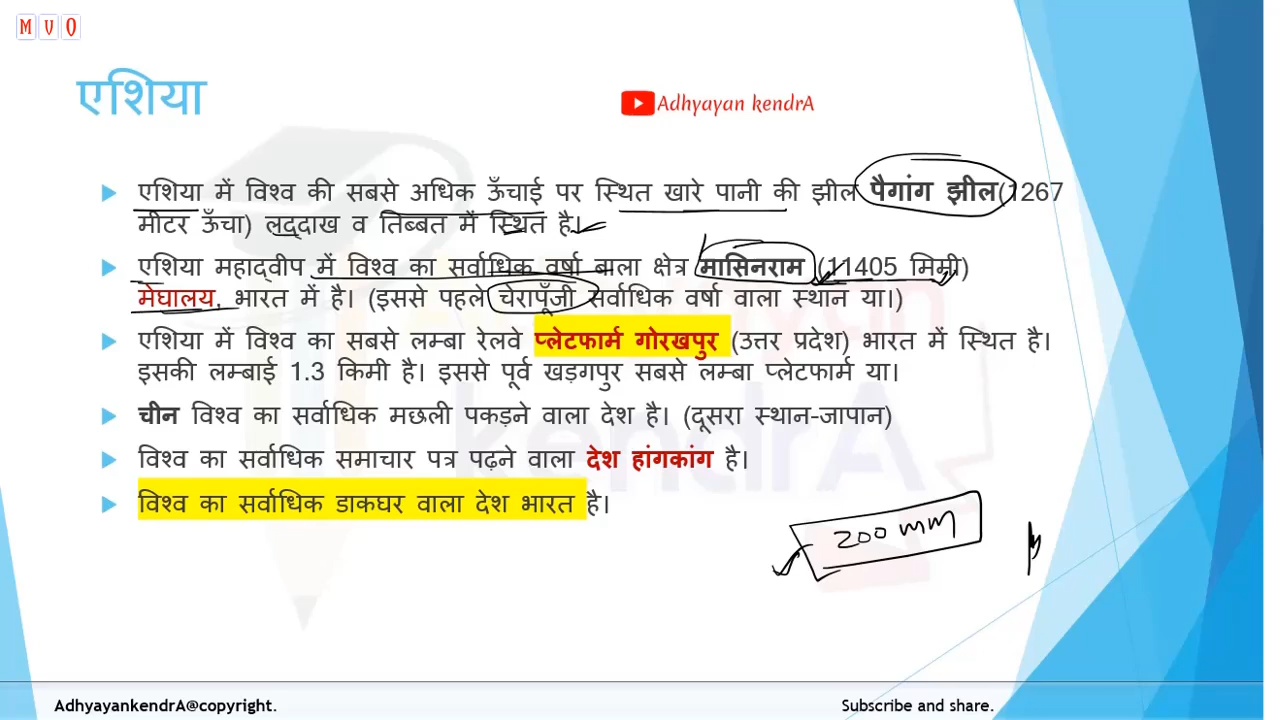 M V O
एशिया
Adhyayan kendrA
एशिया में विश्व की सबसे अधिक ऊँचाई पर स्थित खारे पानी की झील पैगांग झील(1267
मीटर ऊँचा) लद्दाख व तिब्बत में स्थित है।
एशिया महाद्वीप में विश्व का सर्वाधिक वर्षा वाला क्षेत्र मासिनराम (11405 मिमी)
मेघालय, भारत में है। (इससे पहले चेरापूँजी सर्वाधिक वर्षा वाला स्थान या।)
एशिया में विश्व का सबसे लम्बा रेलवे प्लेटफार्म गोरखपुर (उत्तर प्रदेश) भारत में स्थित है।
इसकी लम्बाई 1.3 किमी है। इससे पूर्व खड़गपुर सबसे लम्बा प्लेटफार्म या।
चीन विश्व का सर्वाधिक मछली पकड़ने वाला देश है। (दूसरा स्थान-जापान)
विश्व का सर्वाधिक समाचार पत्र पढ़ने वाला देश हांगकांग है।
विश्व का सर्वाधिक डाकघर वाला देश भारत है।
200 mm
AdhyayankendrA@copyright.
Subscribe and share.